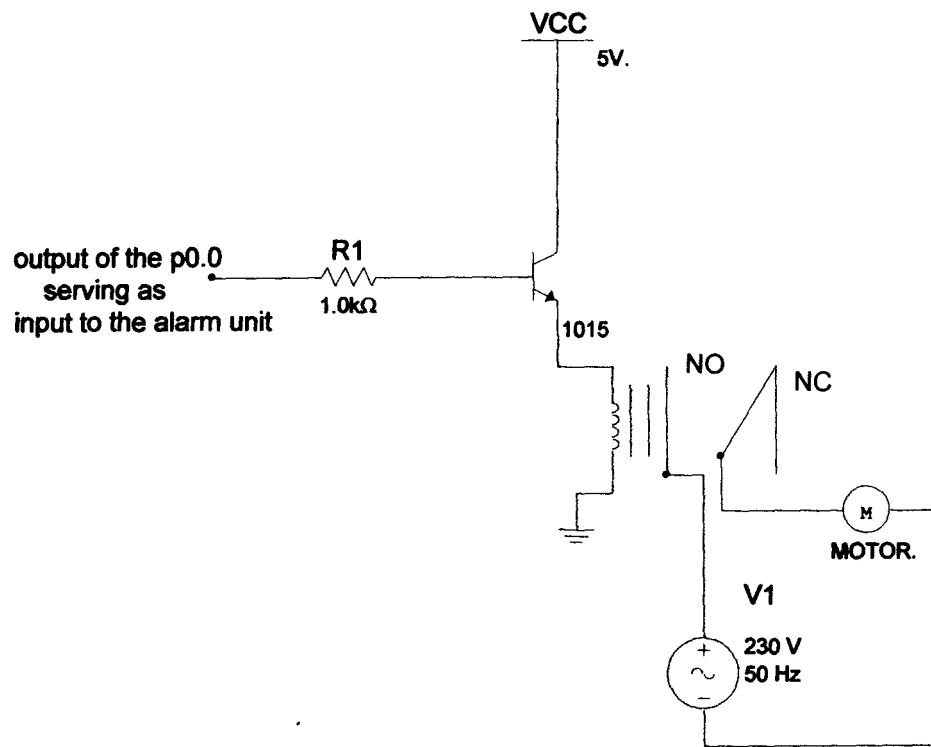 VCC
5V.
output of the p0.0
serving as
input to the alarm unit
R1
1.0kΩ
1015
NO
NC
M
MOTOR.
V1
230 V
50 Hz